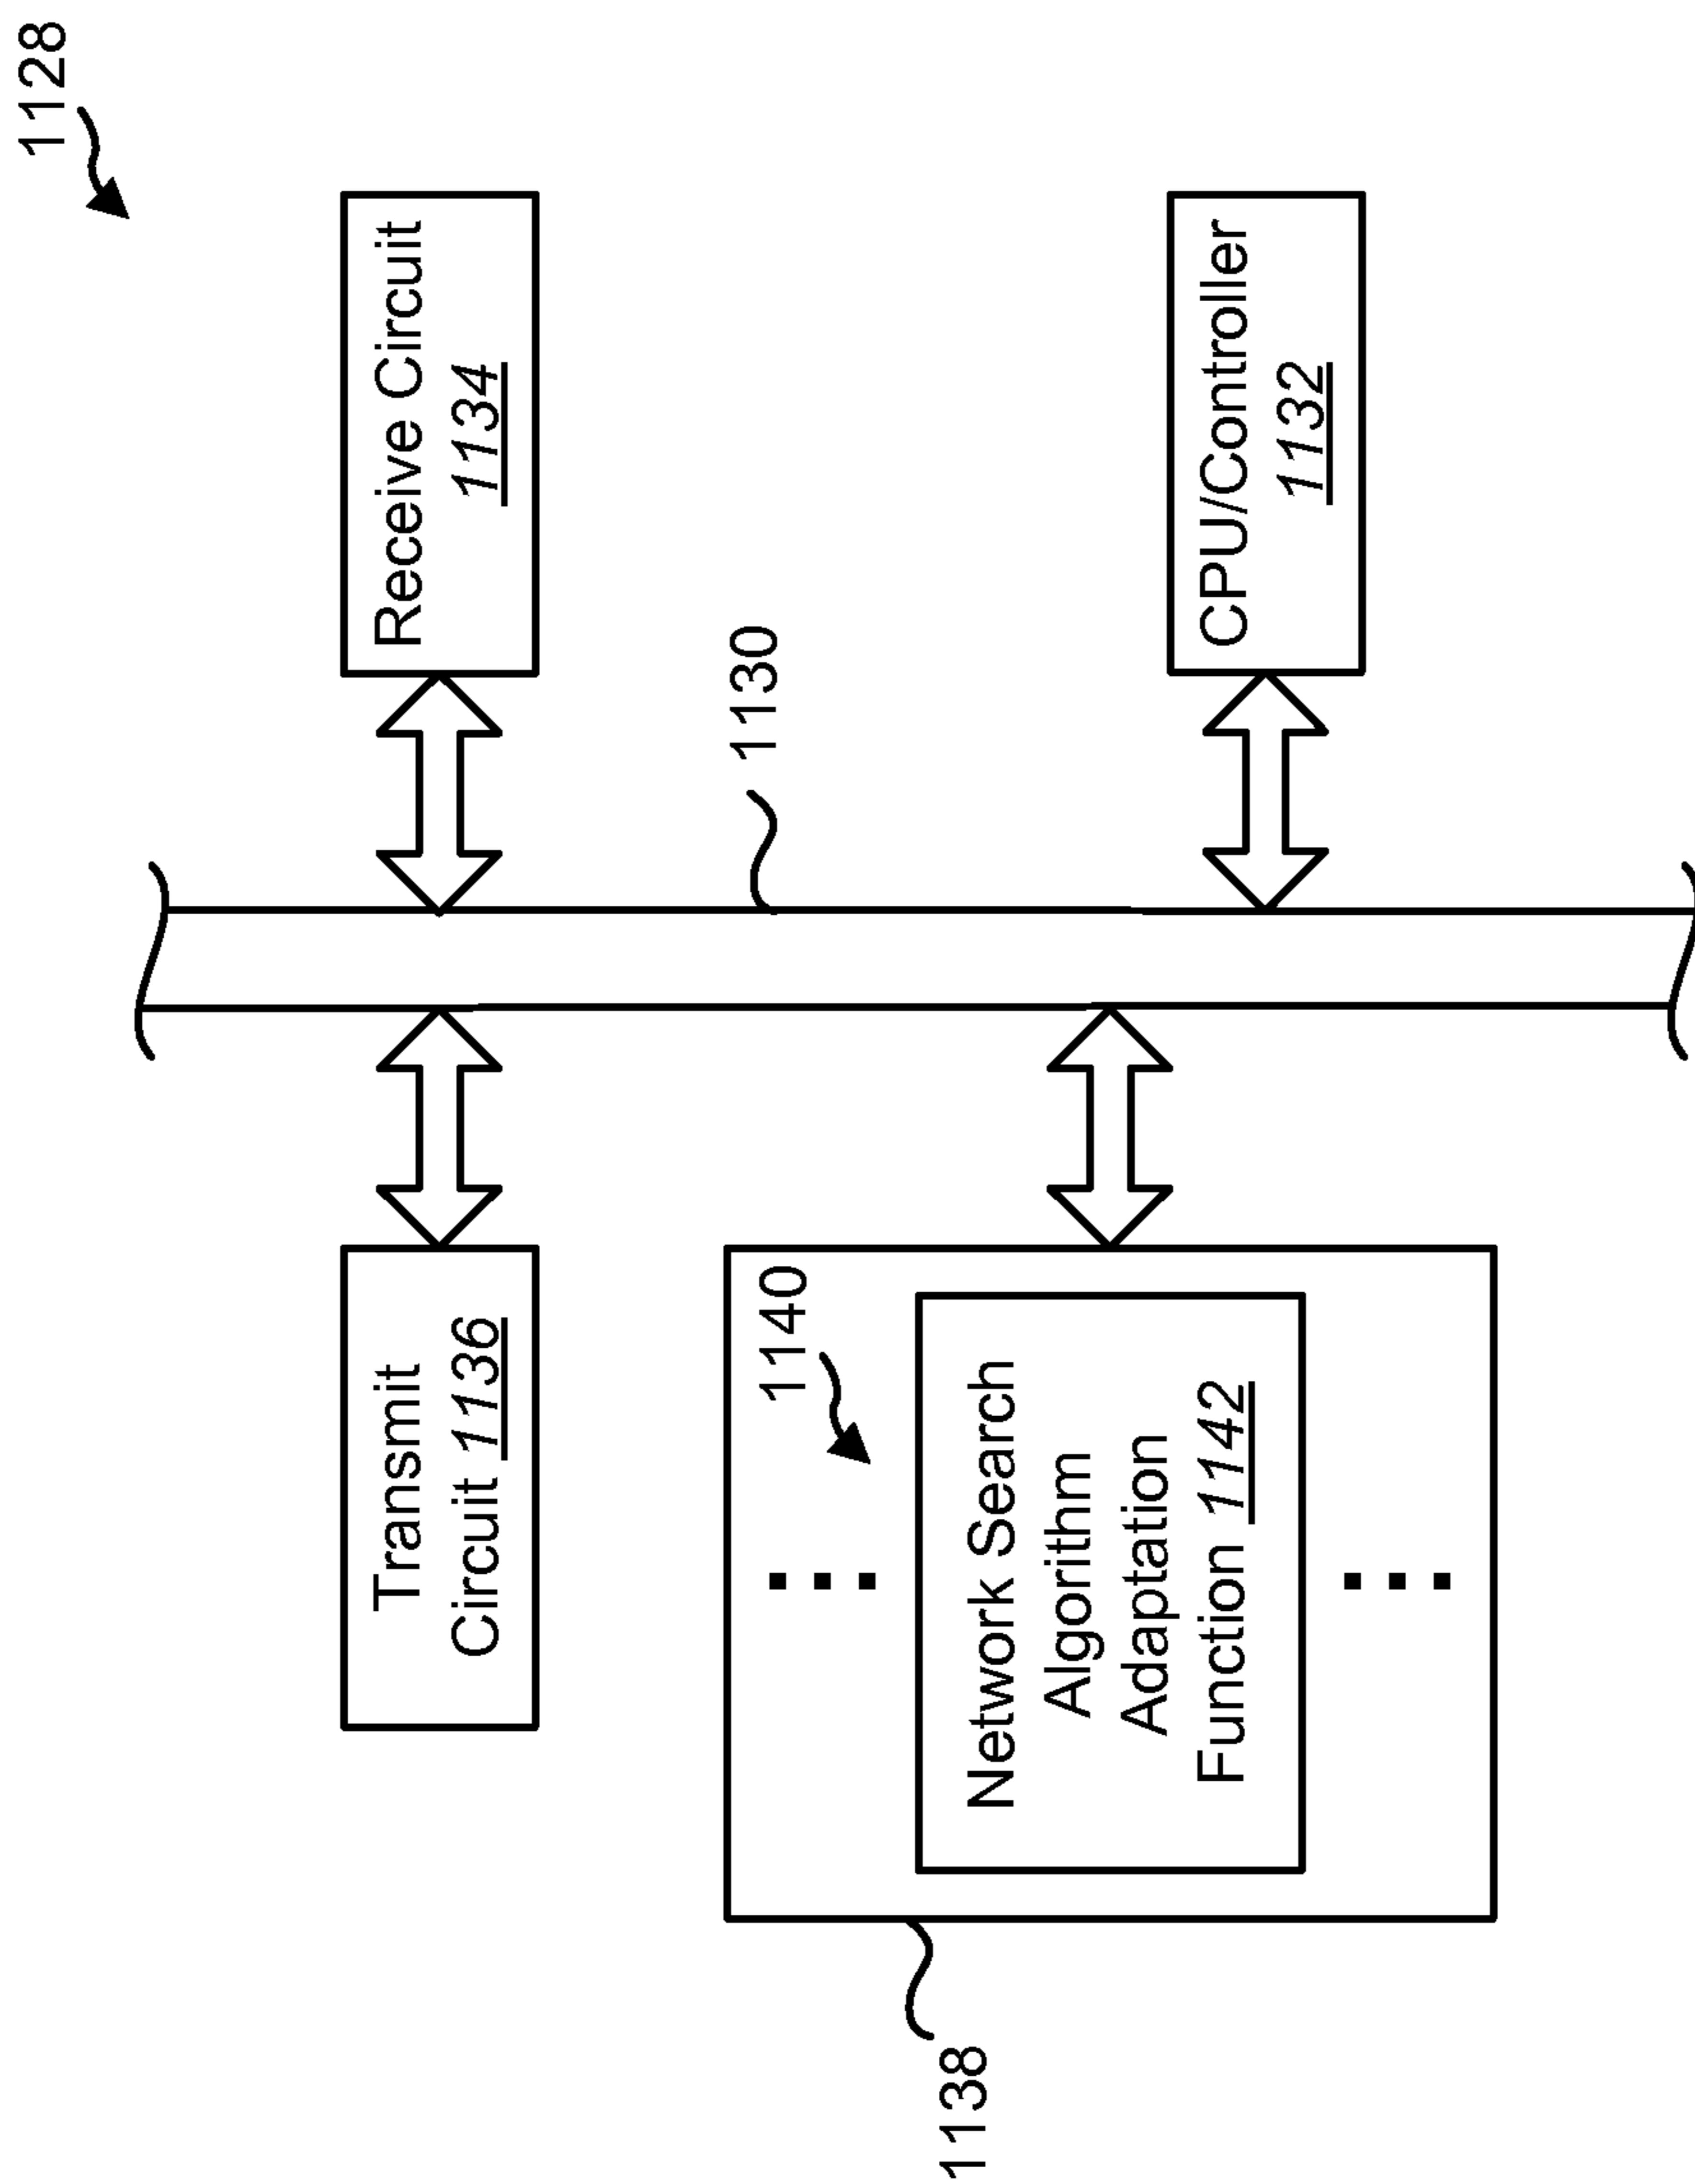 1128
Transmit
Circuit 1136
Receive Circuit
1134
1130
1140
Network Search
Algorithm
Adaptation
Function 1142
1138
CPU/Controller
1132